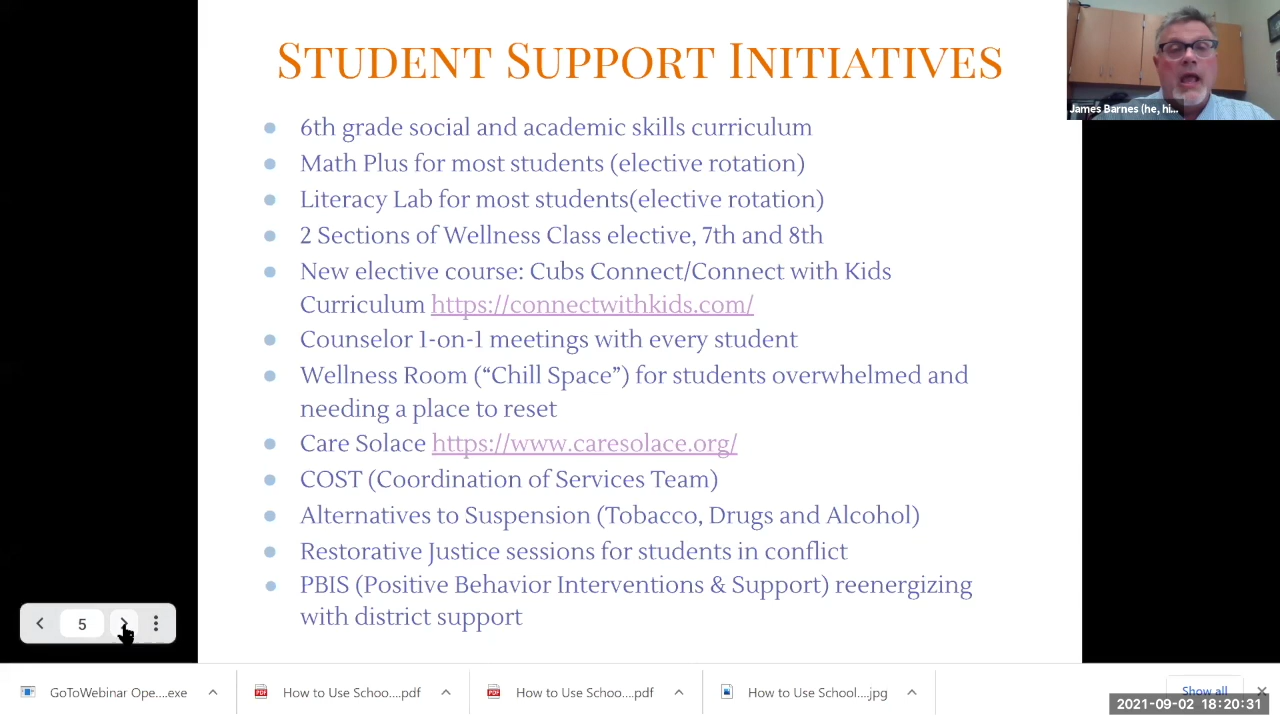 STUDENT SUPPORT INITIATIVES
James Barnes (he, hi...
6th grade social and academic skills curriculum
Math Plus for most students (elective rotation)
Literacy Lab for most students(elective rotation)
2 Sections of Wellness Class elective, 7th and 8th
New elective course: Cubs Connect/Connect with Kids
Curriculum https://connectwithkids.com/
Counselor 1-on-1 meetings with every student
Wellness Room (“Chill Space”) for students overwhelmed and
needing a place to reset
Care Solace https://www.caresolace.org/
COST (Coordination of Services Team)
Alternatives to Suspension (Tobacco, Drugs and Alcohol)
Restorative Justice sessions for students in conflict
PBIS (Positive Behavior Interventions & Support) reenergizing
with district support
5
GoToWebinar Ope....exe
How to Use Schoo....pdf
How to Use Schoo....pdf
How to Use School....jpg
Show all
2021-09-02 18:20:31